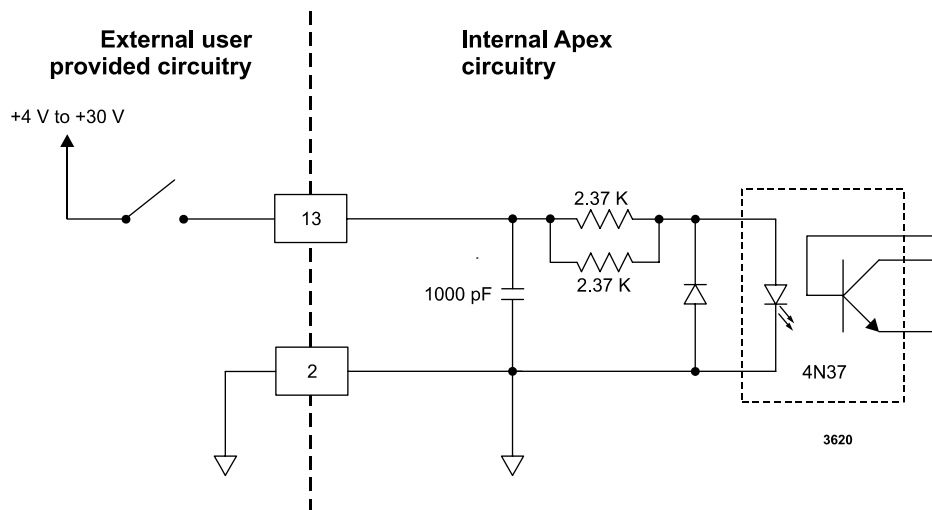 External user
provided circuitry
Internal Apex
circuitry
+4 V to +30 V
13
2.37 K
2.37 K
1000 pF
2
4N37
3620